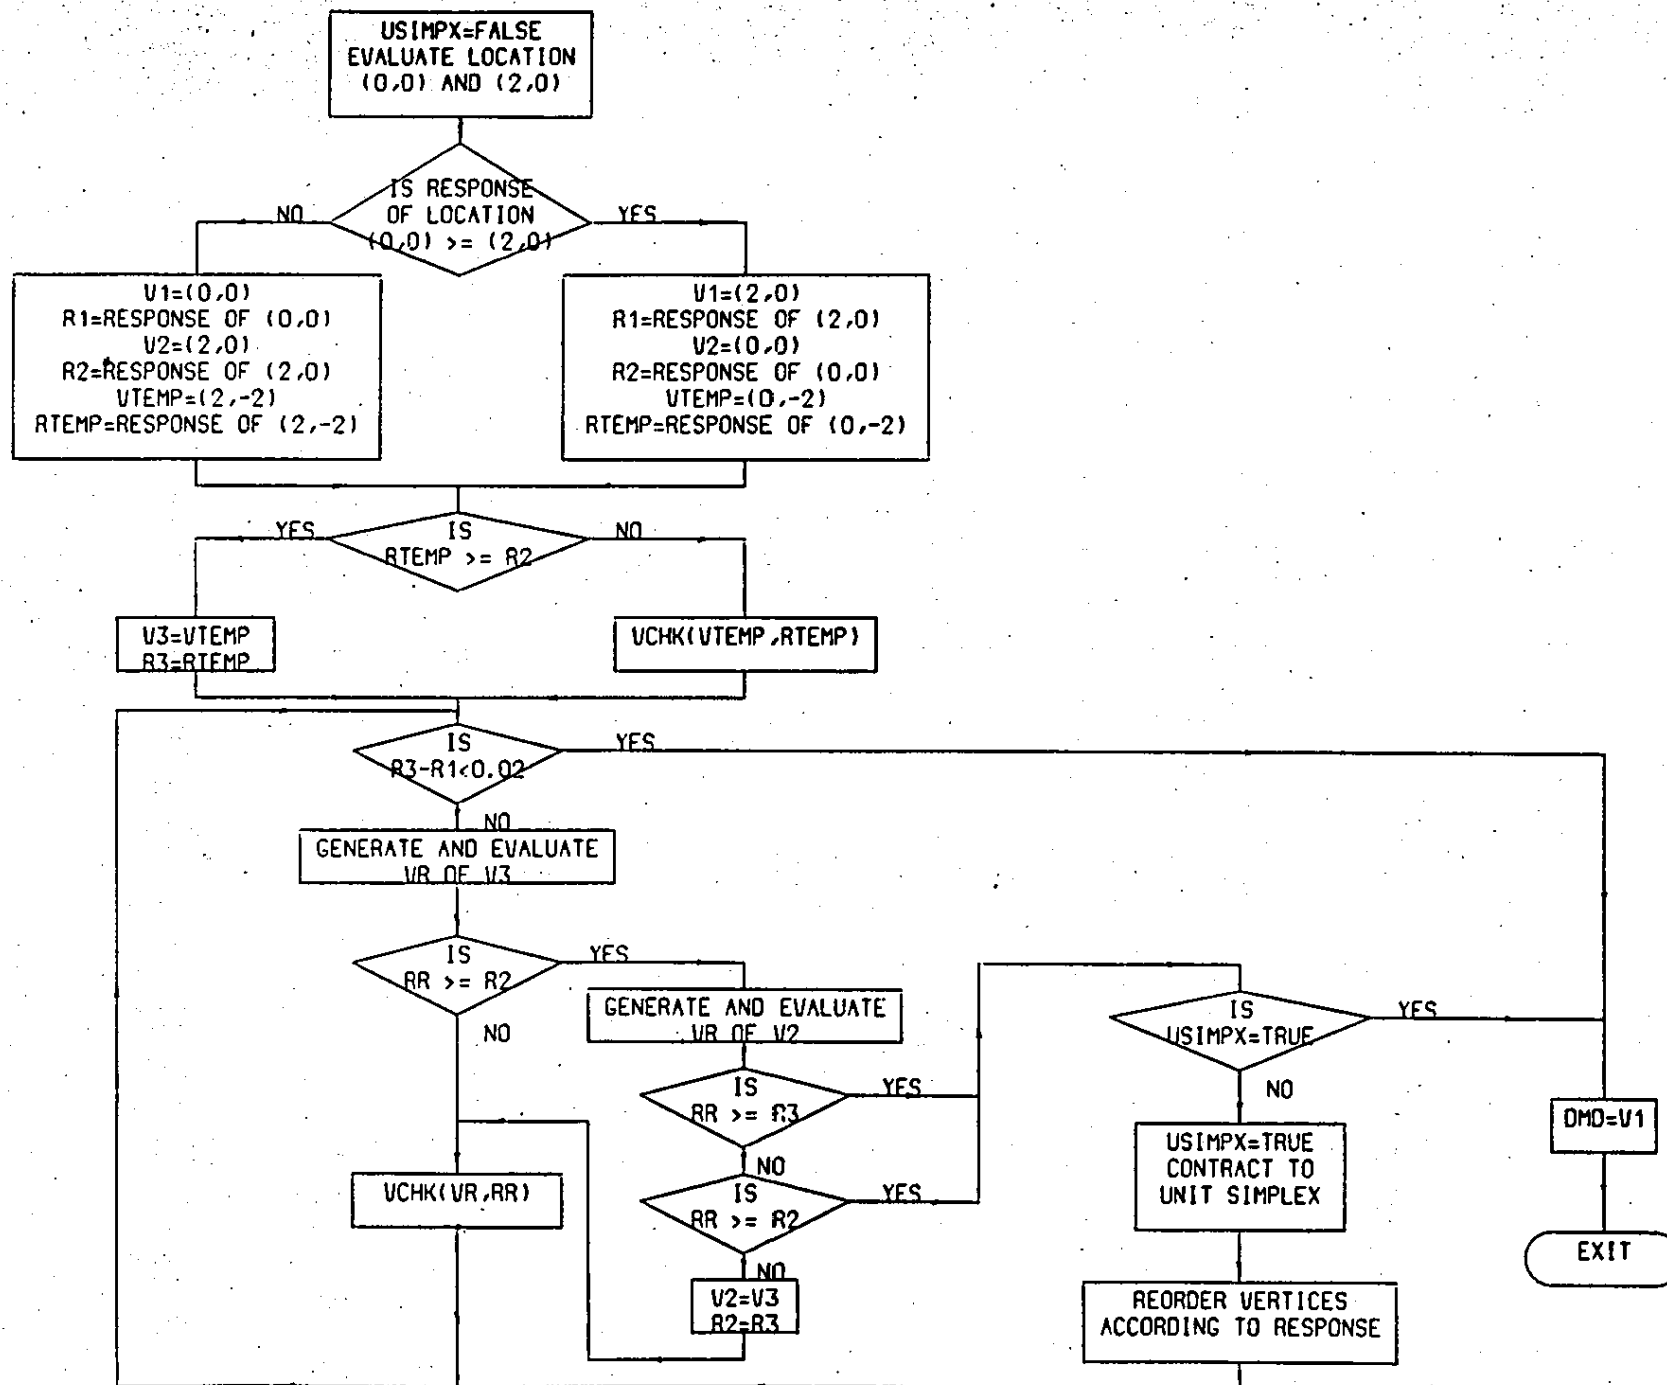 USIMPX=FALSE
EVALUATE LOCATION
(0,0) AND (2,0)
IS RESPONSE
OF LOCATION
(0,0) >= (2,0)
NO
YES
V1=(0,0)
R1=RESPONSE OF (0,0)
V2=(2,0)
R2=RESPONSE OF (2,0)
VTEMP=(2,-2)
RTEMP=RESPONSE OF (2,-2)
V1=(2,0)
R1=RESPONSE OF (2,0)
V2=(0,0)
R2=RESPONSE OF (0,0)
VTEMP=(0,-2)
RTEMP=RESPONSE OF (0,-2)
YES
IS
RTEMP >= R2
NO
V3=VTEMP
R3=RTEMP
VCHK(VTEMP,RTEMP)
IS
R3-R1<0.02
YES
NO
GENERATE AND EVALUATE
VR OF V3
IS
RR >= R2
YES
NO
GENERATE AND EVALUATE
VR OF V2
IS
RR >= R3
YES
NO
IS
RR >= R2
YES
NO
V2=V3
R2=R3
VCHK(VR,RR)
IS
USIMPX=TRUE
YES
NO
USIMPX=TRUE
CONTRACT TO
UNIT SIMPLEX
REORDER VERTICES
ACCORDING TO RESPONSE
DMD=V1
EXIT